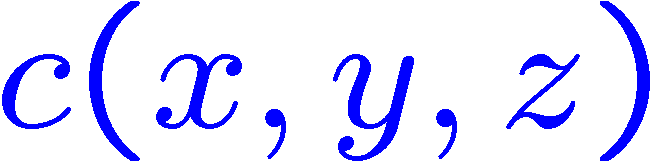 c(x, y, z)